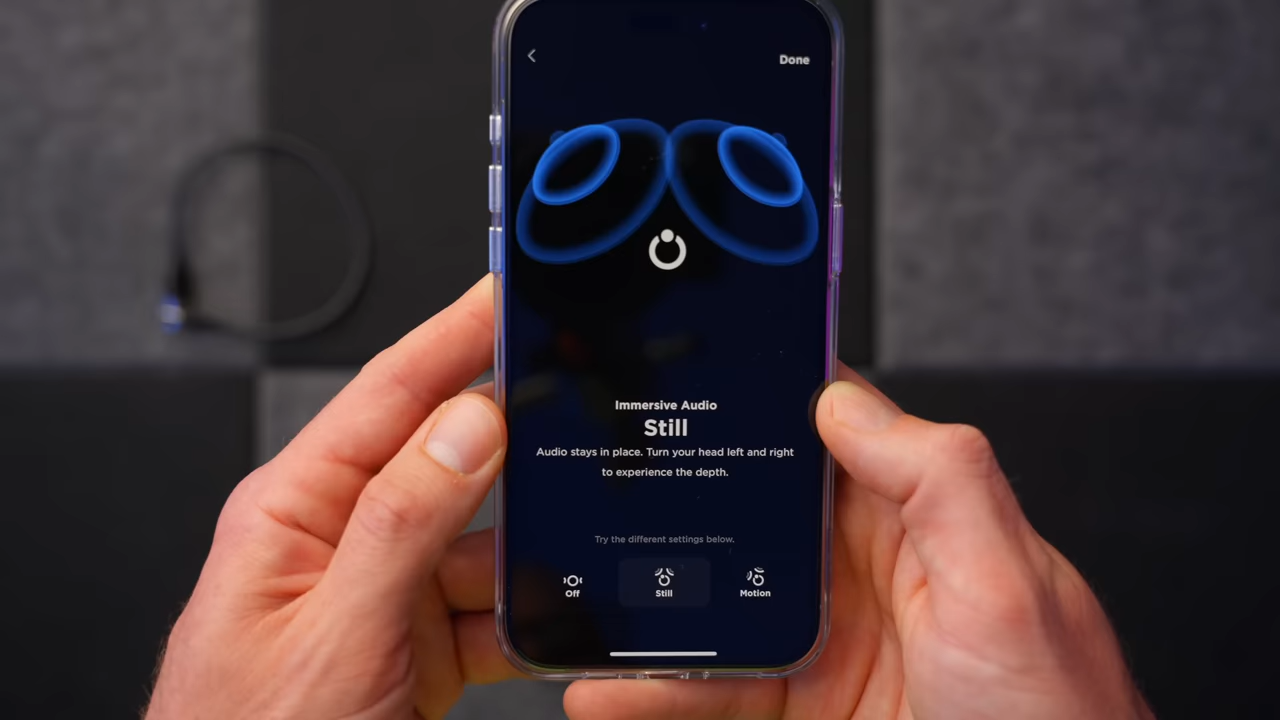 Done
Immersive Audio
Still
Audio stays in place. Turn your head left and right
to experience the depth.
Try the different settings below.
Off
Still
Motion